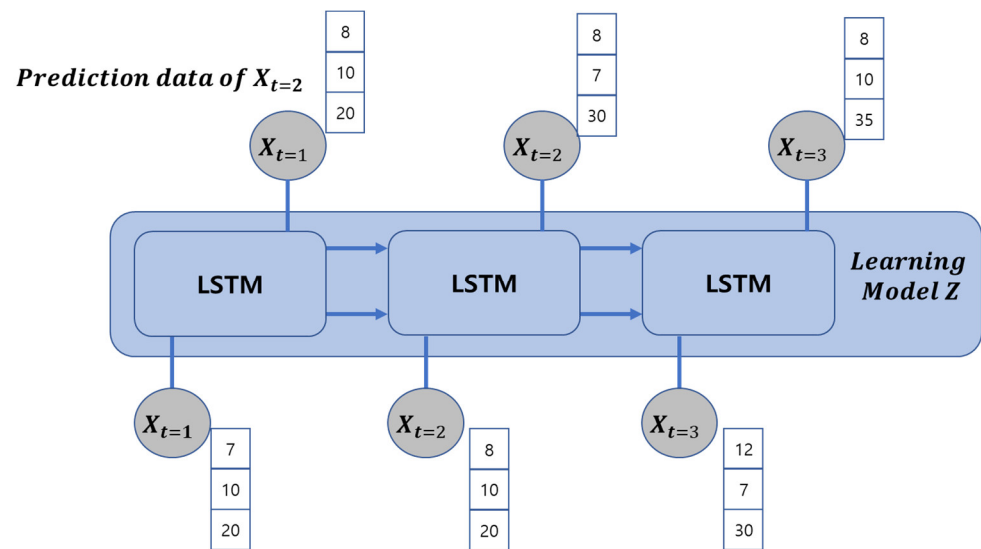 8
10
20
8
7
30
8
10
35
Prediction data of X_{t=2}
X_{t=1}
X_{t=2}
X_{t=3}
LSTM
LSTM
LSTM
Learning
Model Z
X_{t=1}
X_{t=2}
X_{t=3}
7
10
20
8
10
20
12
7
30